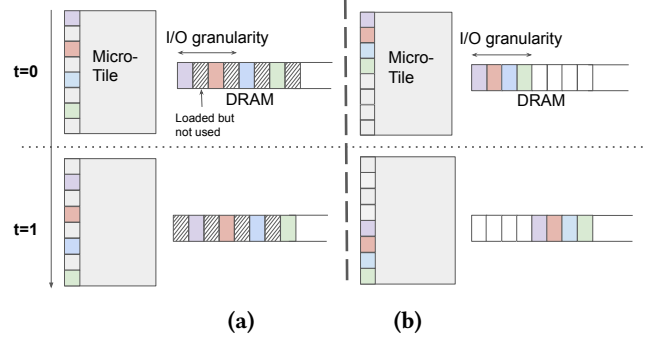 I/O granularity
t=0
Micro-
Tile
DRAM
Loaded but
not used
I/O granularity
Micro-
Tile
DRAM
t=1
(a)
(b)